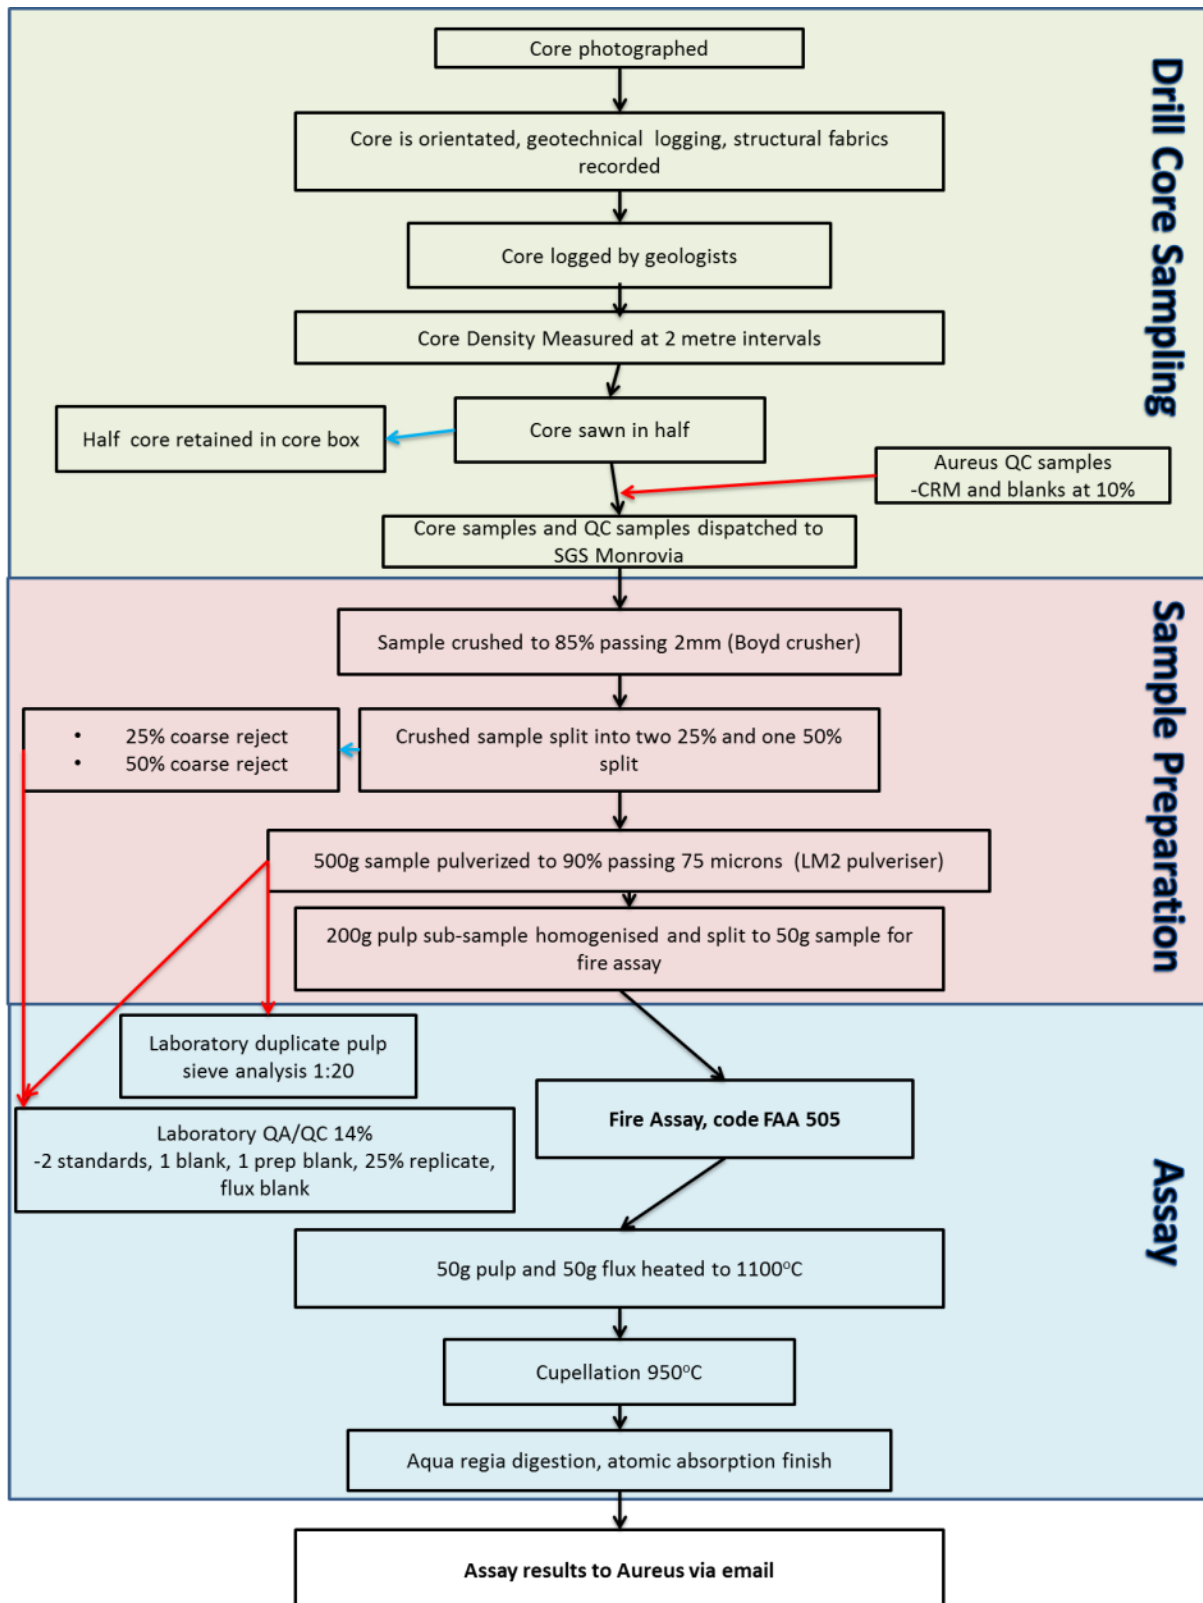 Drill Core Sampling
Core photographed
Core is orientated, geotechnical logging, structural fabrics
recorded
Core logged by geologists
Core Density Measured at 2 metre intervals
Half core retained in core box
Core sawn in half
Aureus QC samples
-CRM and blanks at 10%
Core samples and QC samples dispatched to
SGS Monrovia
Sample Preparation
Sample crushed to 85% passing 2mm (Boyd crusher)
• 25% coarse reject
• 50% coarse reject
Crushed sample split into two 25% and one 50%
split
500g sample pulverized to 90% passing 75 microns (LM2 pulveriser)
200g pulp sub-sample homogenised and split to 50g sample for
fire assay
Assay
Laboratory duplicate pulp
sieve analysis 1:20
Laboratory QA/QC 14%
-2 standards, 1 blank, 1 prep blank, 25% replicate,
flux blank
Fire Assay, code FAA 505
50g pulp and 50g flux heated to 1100°C
Cupellation 950°C
Aqua regia digestion, atomic absorption finish
Assay results to Aureus via email